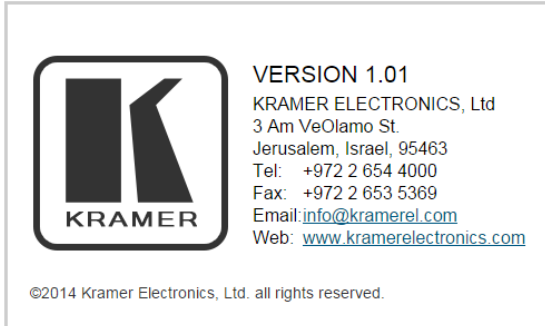 KRAMER
VERSION 1.01
KRAMER ELECTRONICS, Ltd
3 Am VeOlamo St.
Jerusalem, Israel, 95463
Tel: +972 2 654 4000
Fax: +972 2 653 5369
Email:info@kramerel.com
Web: www.kramerelectronics.com
©2014 Kramer Electronics, Ltd. all rights reserved.